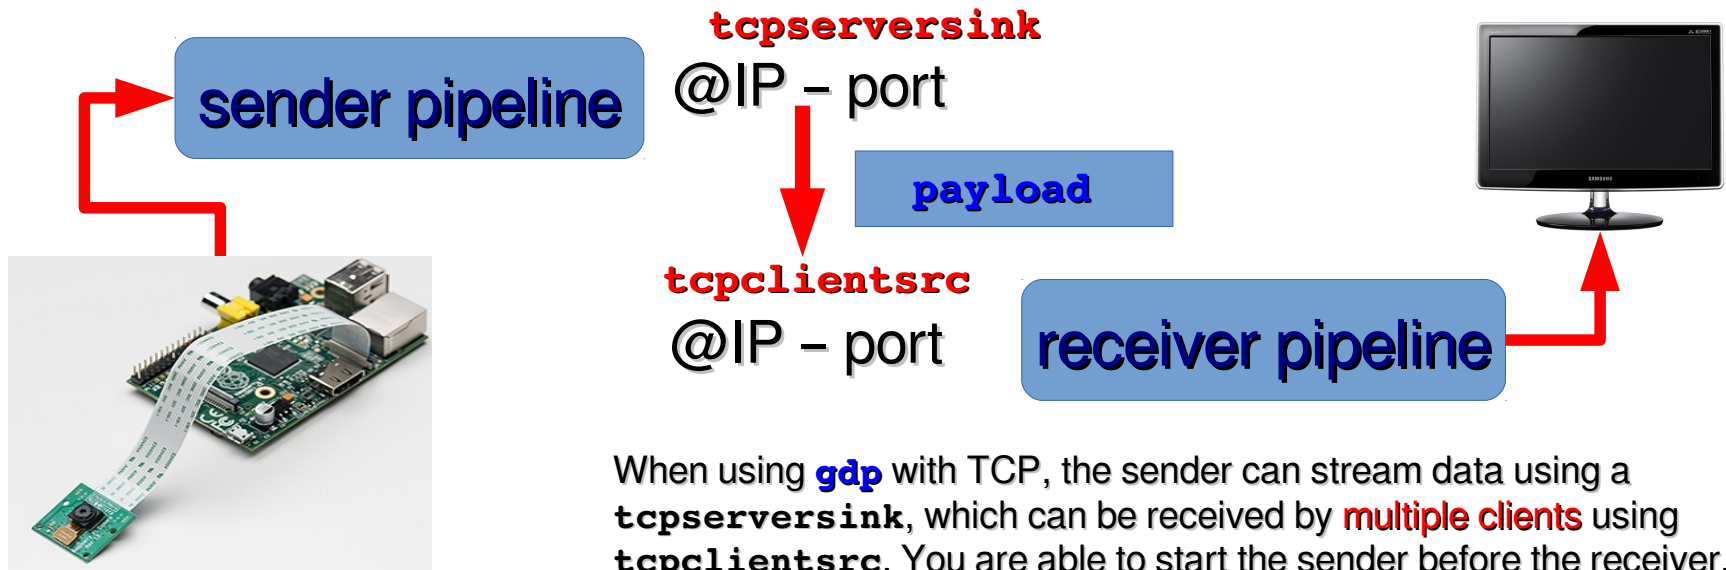 tcpserversink
sender pipeline
@IP – port
payload
SAMSUNG
tcpclientsrc
@IP – port
receiver pipeline
When using gdp with TCP, the sender can stream data using a
tcpserversink, which can be received by multiple clients using
tcpclientsrc. You are able to start the sender before the receiver.